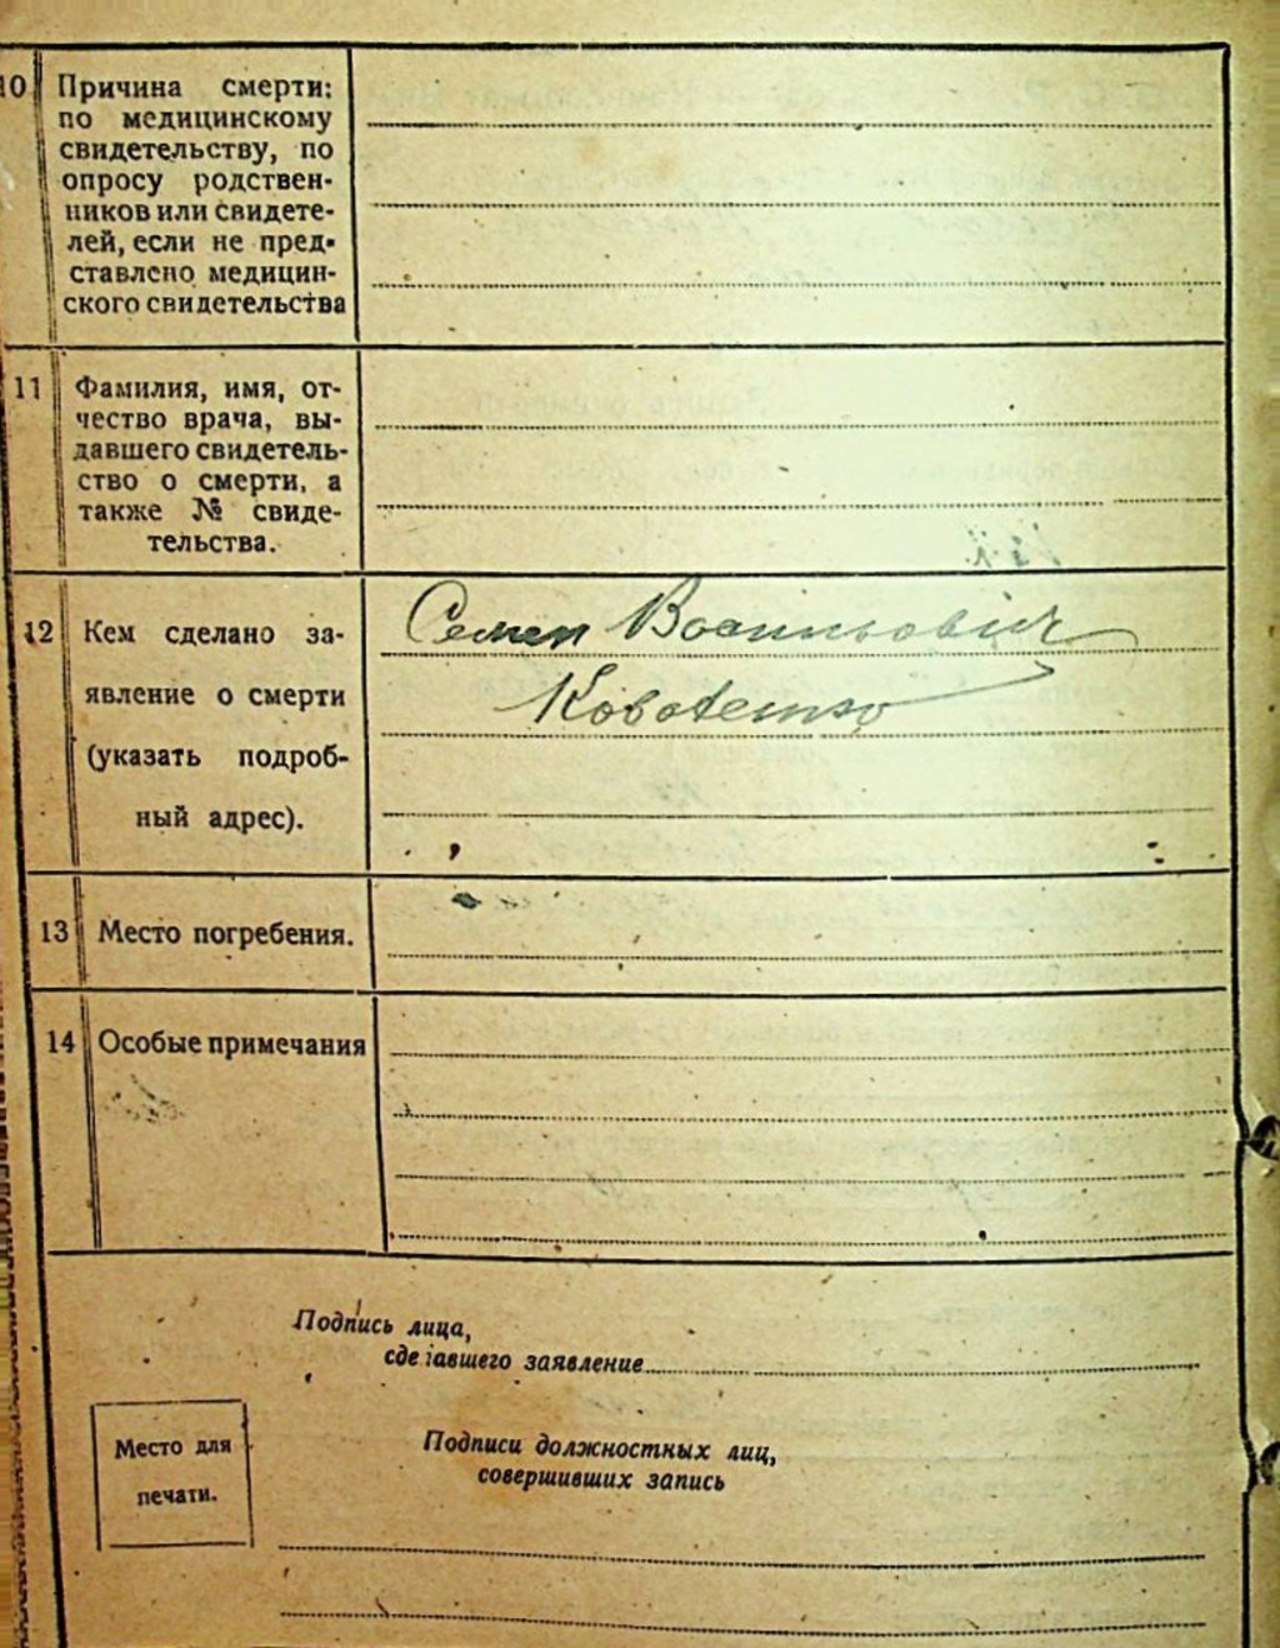 10 Причина смерти:
по медицинскому
свидетельству, по
опросу родствен-
ников или свидете-
лей, если не пред-
ставлено медицин-
ского свидетельства
11 Фамилия, имя, от-
чество врача, вы-
давшего свидетель-
ство о смерти, а
также № свиде-
тельства.
12 Кем сделано за-
явление о смерти
(указать подроб-
ный адрес).
Семен
13 Место погребения.
14 Особые примечания
Подпись лица,
сделавшего заявление
Место для
печати.
Подписи должностных лиц,
совершивших запись